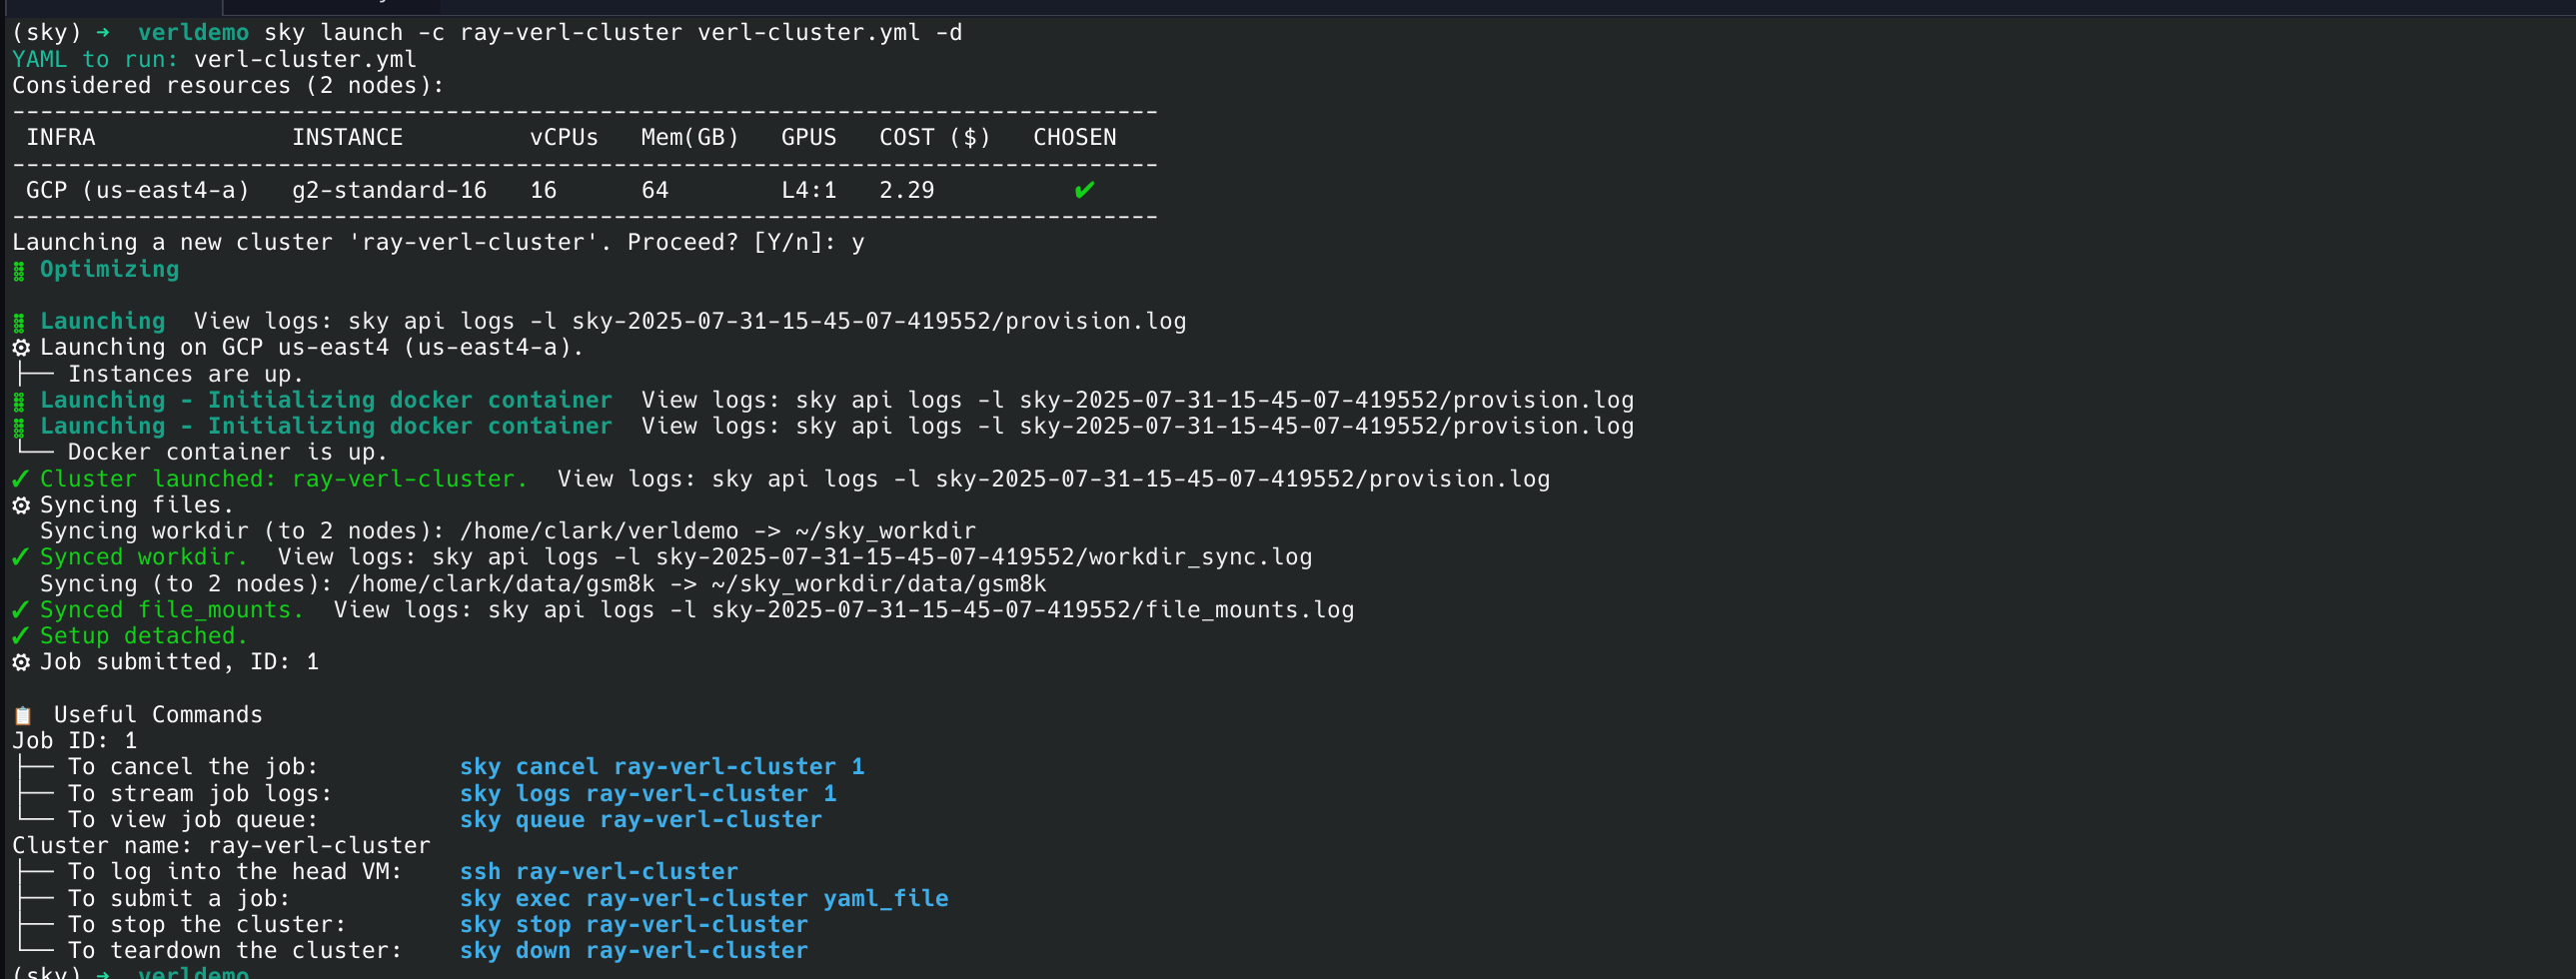 (sky) ➜  verldemo sky launch -c ray-verl-cluster verl-cluster.yml -d
YAML to run: verl-cluster.yml
Considered resources (2 nodes):
----------------------------------------------------------------------------------
 INFRA              INSTANCE         vCPUs   Mem(GB)   GPUS   COST ($)   CHOSEN
----------------------------------------------------------------------------------
 GCP (us-east4-a)   g2-standard-16   16      64        L4:1   2.29          ✔
----------------------------------------------------------------------------------
Launching a new cluster 'ray-verl-cluster'. Proceed? [Y/n]: y
⣿ Optimizing
⣿ Launching  View logs: sky api logs -l sky-2025-07-31-15-45-07-419552/provision.log
⚙ Launching on GCP us-east4 (us-east4-a).
├── Instances are up.
⣿ Launching - Initializing docker container  View logs: sky api logs -l sky-2025-07-31-15-45-07-419552/provision.log
⣿ Launching - Initializing docker container  View logs: sky api logs -l sky-2025-07-31-15-45-07-419552/provision.log
└── Docker container is up.
✓ Cluster launched: ray-verl-cluster.  View logs: sky api logs -l sky-2025-07-31-15-45-07-419552/provision.log
⚙ Syncing files.
  Syncing workdir (to 2 nodes): /home/clark/verldemo -> ~/sky_workdir
✓ Synced workdir.  View logs: sky api logs -l sky-2025-07-31-15-45-07-419552/workdir_sync.log
  Syncing (to 2 nodes): /home/clark/data/gsm8k -> ~/sky_workdir/data/gsm8k
✓ Synced file_mounts.  View logs: sky api logs -l sky-2025-07-31-15-45-07-419552/file_mounts.log
✓ Setup detached.
⚙ Job submitted, ID: 1
📋 Useful Commands
Job ID: 1
├── To cancel the job:          sky cancel ray-verl-cluster 1
├── To stream job logs:         sky logs ray-verl-cluster 1
└── To view job queue:          sky queue ray-verl-cluster
Cluster name: ray-verl-cluster
├── To log into the head VM:    ssh ray-verl-cluster
├── To submit a job:            sky exec ray-verl-cluster yaml_file
├── To stop the cluster:        sky stop ray-verl-cluster
└── To teardown the cluster:    sky down ray-verl-cluster
(sky) ➜  verldemo